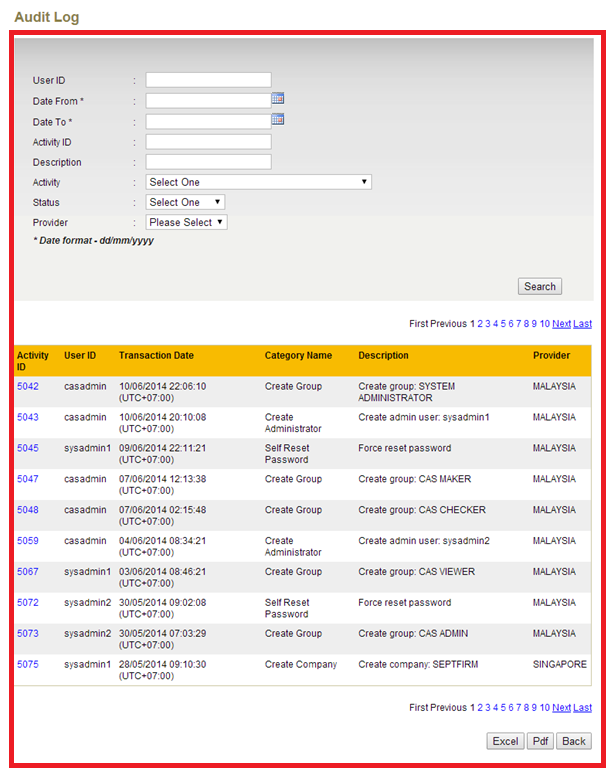 Audit Log
User ID :
Date From * :
Date To * :
Activity ID :
Description :
Activity : Select One
Status : Select One
Provider : Please Select
* Date format - dd/mm/yyyy
Search
First Previous 1 2 3 4 5 6 7 8 9 10 Next Last
Activity ID User ID Transaction Date Category Name Description Provider
5042 casadmin 10/06/2014 22:06:10 (UTC+07:00) Create Group Create group: SYSTEM ADMINISTRATOR MALAYSIA
5043 casadmin 10/06/2014 20:10:08 (UTC+07:00) Create Administrator Create admin user: sysadmin1 MALAYSIA
5045 sysadmin1 09/06/2014 22:11:21 (UTC+07:00) Self Reset Password Force reset password MALAYSIA
5047 casadmin 07/06/2014 12:13:38 (UTC+07:00) Create Group Create group: CAS MAKER MALAYSIA
5048 casadmin 07/06/2014 02:15:48 (UTC+07:00) Create Group Create group: CAS CHECKER MALAYSIA
5059 casadmin 04/06/2014 08:34:21 (UTC+07:00) Create Administrator Create admin user: sysadmin2 MALAYSIA
5067 sysadmin1 03/06/2014 08:46:21 (UTC+07:00) Create Group Create group: CAS VIEWER MALAYSIA
5072 sysadmin2 30/05/2014 09:02:08 (UTC+07:00) Self Reset Password Force reset password MALAYSIA
5073 sysadmin2 30/05/2014 07:03:29 (UTC+07:00) Create Group Create group: CAS ADMIN MALAYSIA
5075 sysadmin1 28/05/2014 09:10:30 (UTC+07:00) Create Company Create company: SEPTFIRM SINGAPORE
First Previous 1 2 3 4 5 6 7 8 9 10 Next Last
Excel Pdf Back